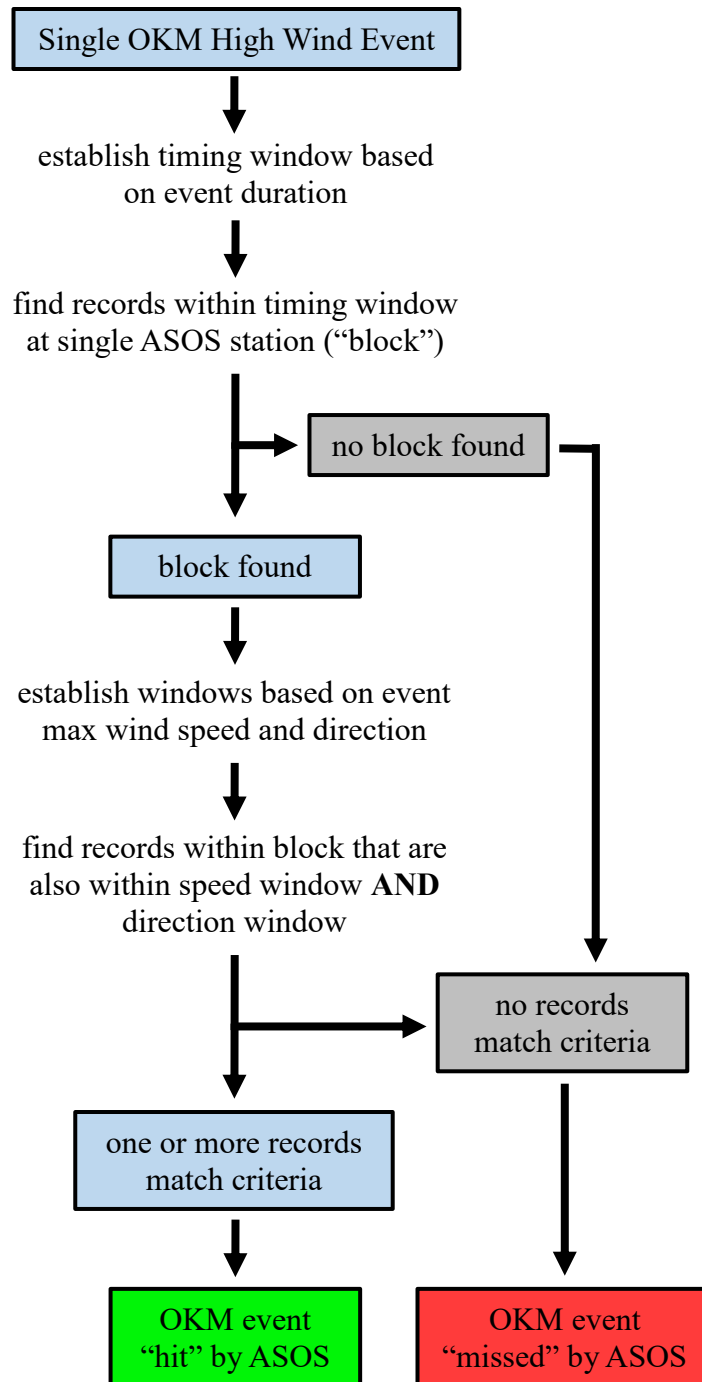 Single OKM High Wind Event
establish timing window based
on event duration
find records within timing window
at single ASOS station (“block”)
no block found
block found
establish windows based on event
max wind speed and direction
find records within block that are
also within speed window AND
direction window
no records
match criteria
one or more records
match criteria
OKM event
“hit” by ASOS
OKM event
“missed” by ASOS